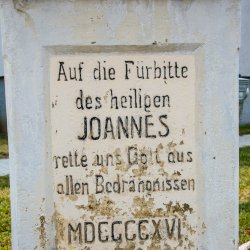 Auf die Fürbitte
des heiligen
JOANNES
rette uns Gott aus
allen Bedrängnissen
MDCCCCXVI